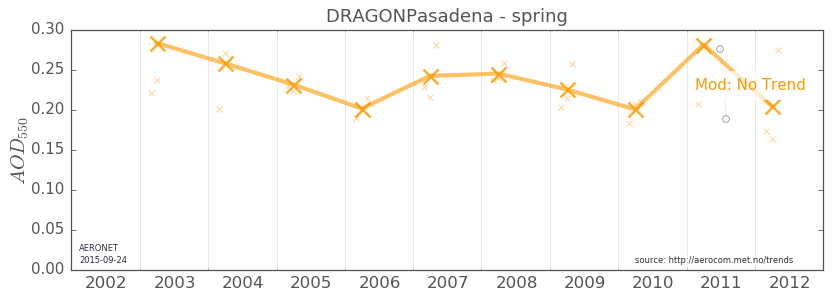 DRAGONPasadena - spring
0.30
0.25
0.20
0.15
0.10
0.05
0.00
AOD550
Mod: No Trend
AERONET
2015-09-24
source: http://aerocom.met.no/trends
2002 2003 2004 2005 2006 2007 2008 2009 2010 2011 2012